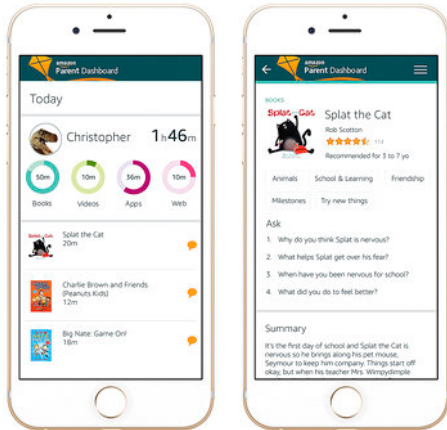 amazon
Parent Dashboard
Today
Christopher 1h46m
50m 10m 36m 10m
Books Videos Apps Web
Splat the Cat
20m
Charlie Brown and Friends
(Peanuts Kids)
12m
Big Nate: Game On!
18m
amazon
Parent Dashboard
BOOKS
Splat the Cat
Splat the Cat
Rob Scotton
114
Recommended for 3 to 7 yo
Animals School & Learning Friendship
Milestones Try new things
Ask
1. Why do you think Splat is nervous?
2. What helps Splat get over his fear?
3. When have you been nervous for school?
4. What did you do to feel better?
Summary
It's the first day of school and Splat the Cat is
nervous so he brings along his pet mouse,
Seymour to keep him company. Things start off
okay, but when his teacher Mrs. Wimpydimple